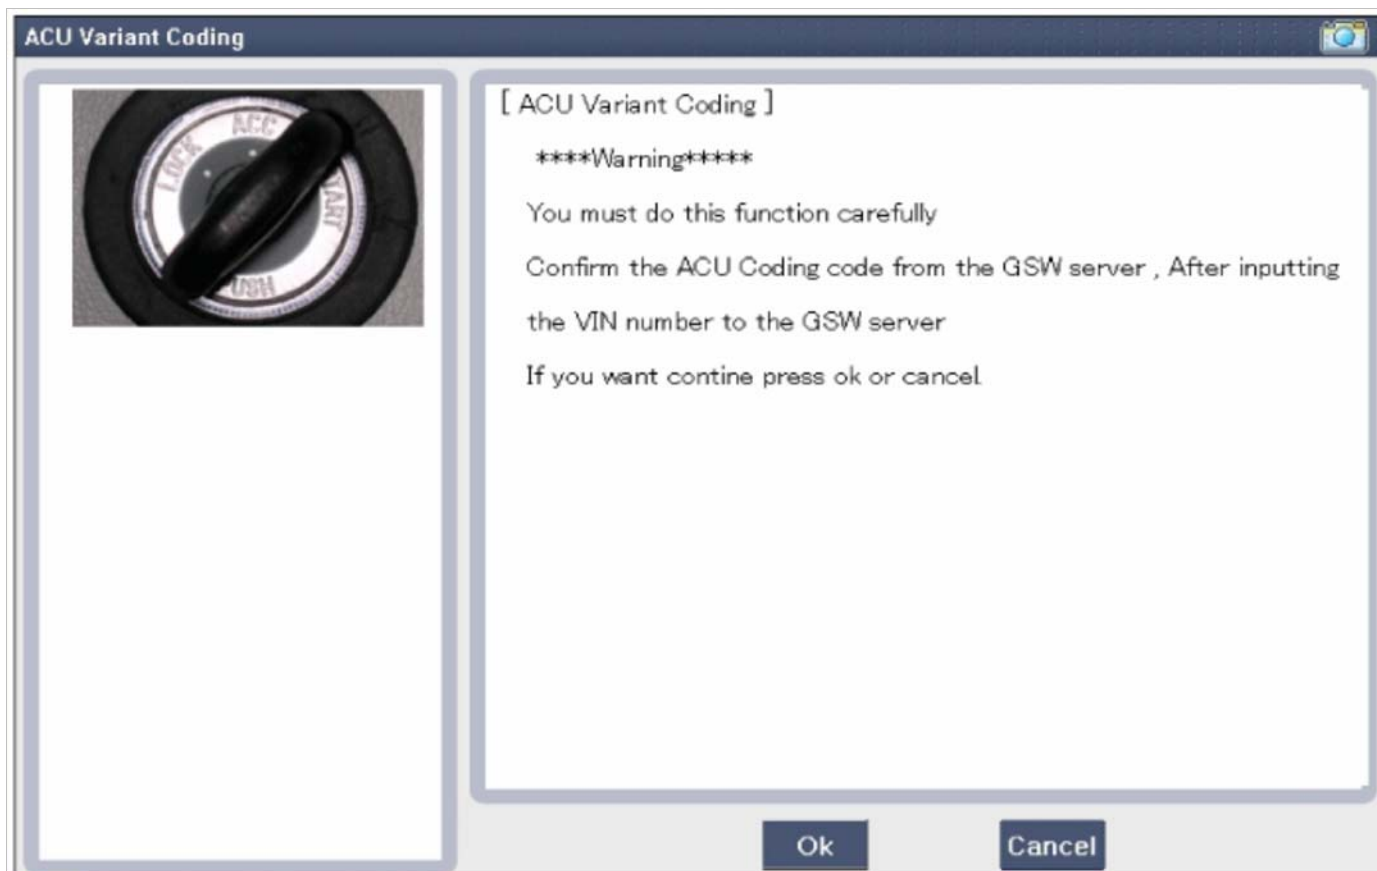 ACU Variant Coding
LOCK
ACC
START
PUSH
[ ACU Variant Coding ]
****Warning*****
You must do this function carefully
Confirm the ACU Coding code from the GSW server , After inputting
the VIN number to the GSW server
If you want contine press ok or cancel.
Ok
Cancel